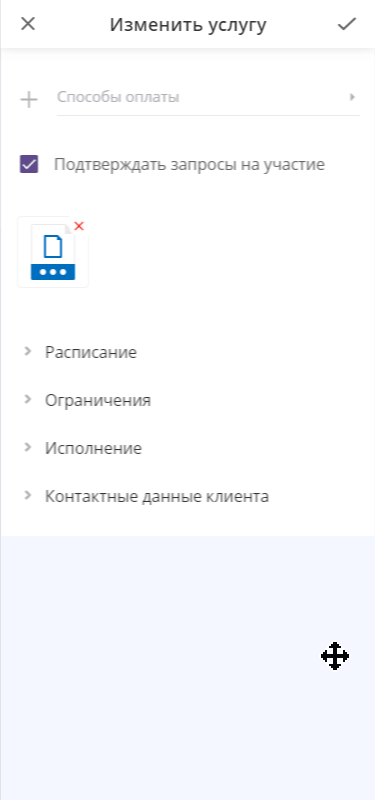 Изменить услугу
Способы оплаты
Подтверждать запросы на участие
Расписание
Ограничения
Исполнение
Контактные данные клиента